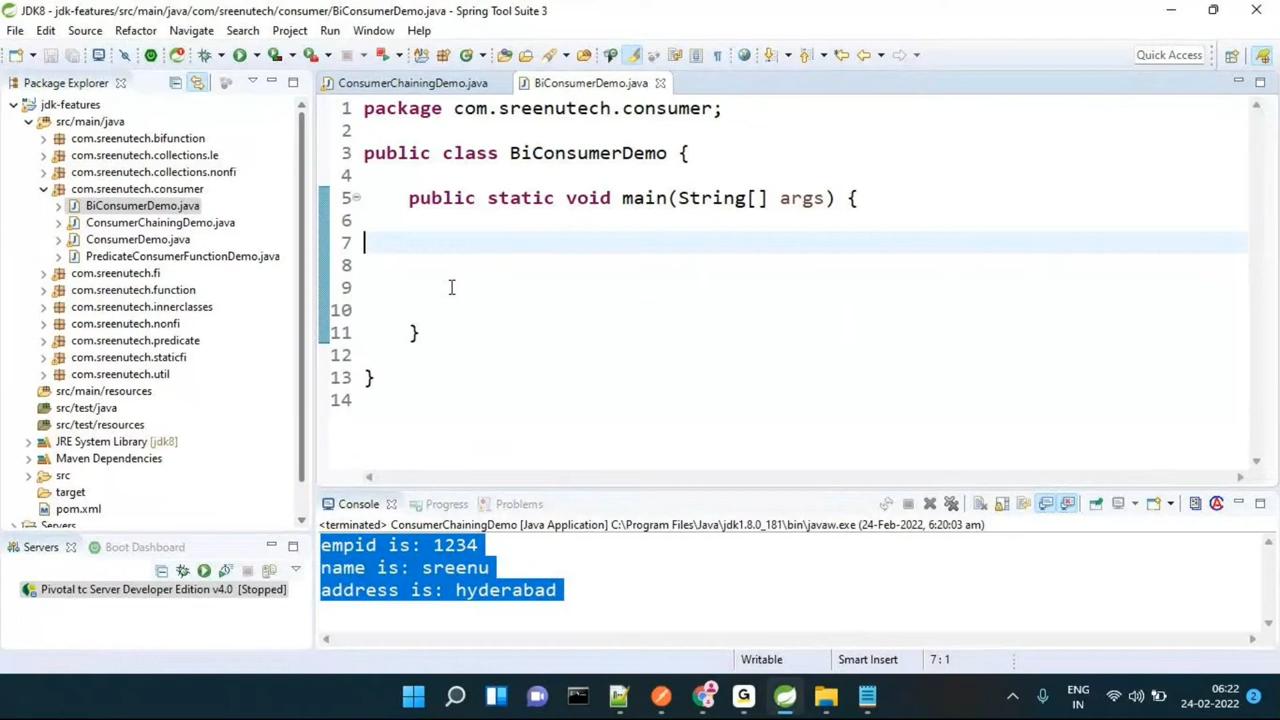 JDK8 - jdk-features/src/main/java/com/sreenutech/consumer/BiConsumerDemo.java - Spring Tool Suite 3
File Edit Source Refactor Navigate Search Project Run Window Help
Quick Access
Package Explorer
jdk-features
src/main/java
com.sreenutech.bifunction
com.sreenutech.collections.le
com.sreenutech.collections.nonfi
com.sreenutech.consumer
BiConsumerDemo.java
ConsumerChainingDemo.java
ConsumerDemo.java
PredicateConsumerFunctionDemo.java
com.sreenutech.fi
com.sreenutech.function
com.sreenutech.innerclasses
com.sreenutech.nonfi
com.sreenutech.predicate
com.sreenutech.staticfi
com.sreenutech.util
src/main/resources
src/test/java
src/test/resources
JRE System Library [jdk8]
Maven Dependencies
src
target
pom.xml
Servers
ConsumerChainingDemo.java BiConsumerDemo.java
1 package com.sreenutech.consumer;
2
3 public class BiConsumerDemo {
4
5 public static void main(String[] args) {
6
7
8
9
10
11 }
12
13 }
14
Servers Boot Dashboard
Pivotal tc Server Developer Edition v4.0 [Stopped]
Console Progress Problems
<terminated> ConsumerChainingDemo [Java Application] C:\Program Files\Java\jdk1.8.0_181\bin\javaw.exe (24-Feb-2022, 6:20:03 am)
empid is: 1234
name is: sreenu
address is: hyderabad
Writable Smart Insert 7 : 1
ENG
IN
06:22
24-02-2022
2